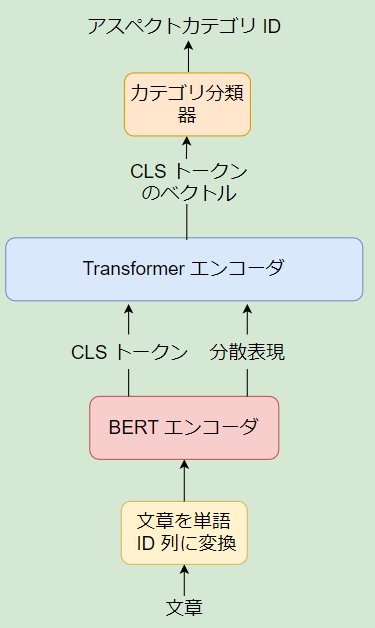 アスペクトカテゴリ ID
カテゴリ分類
器
CLS トークン
のベクトル
Transformer エンコーダ
CLS トークン 分散表現
BERT エンコーダ
文章を単語
ID 列に変換
文章